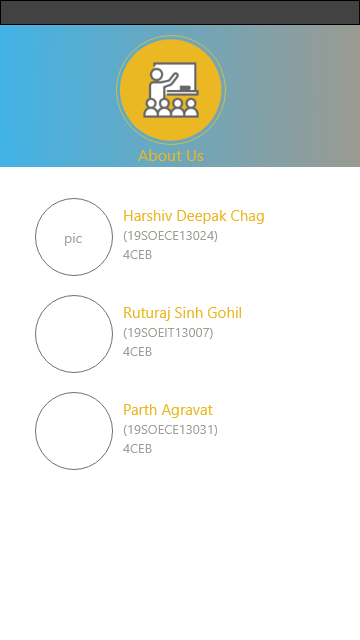 About Us
pic
Harshiv Deepak Chag
(19SOECE13024)
4CEB
Ruturaj Sinh Gohil
(19SOEIT13007)
4CEB
Parth Agravat
(19SOECE13031)
4CEB